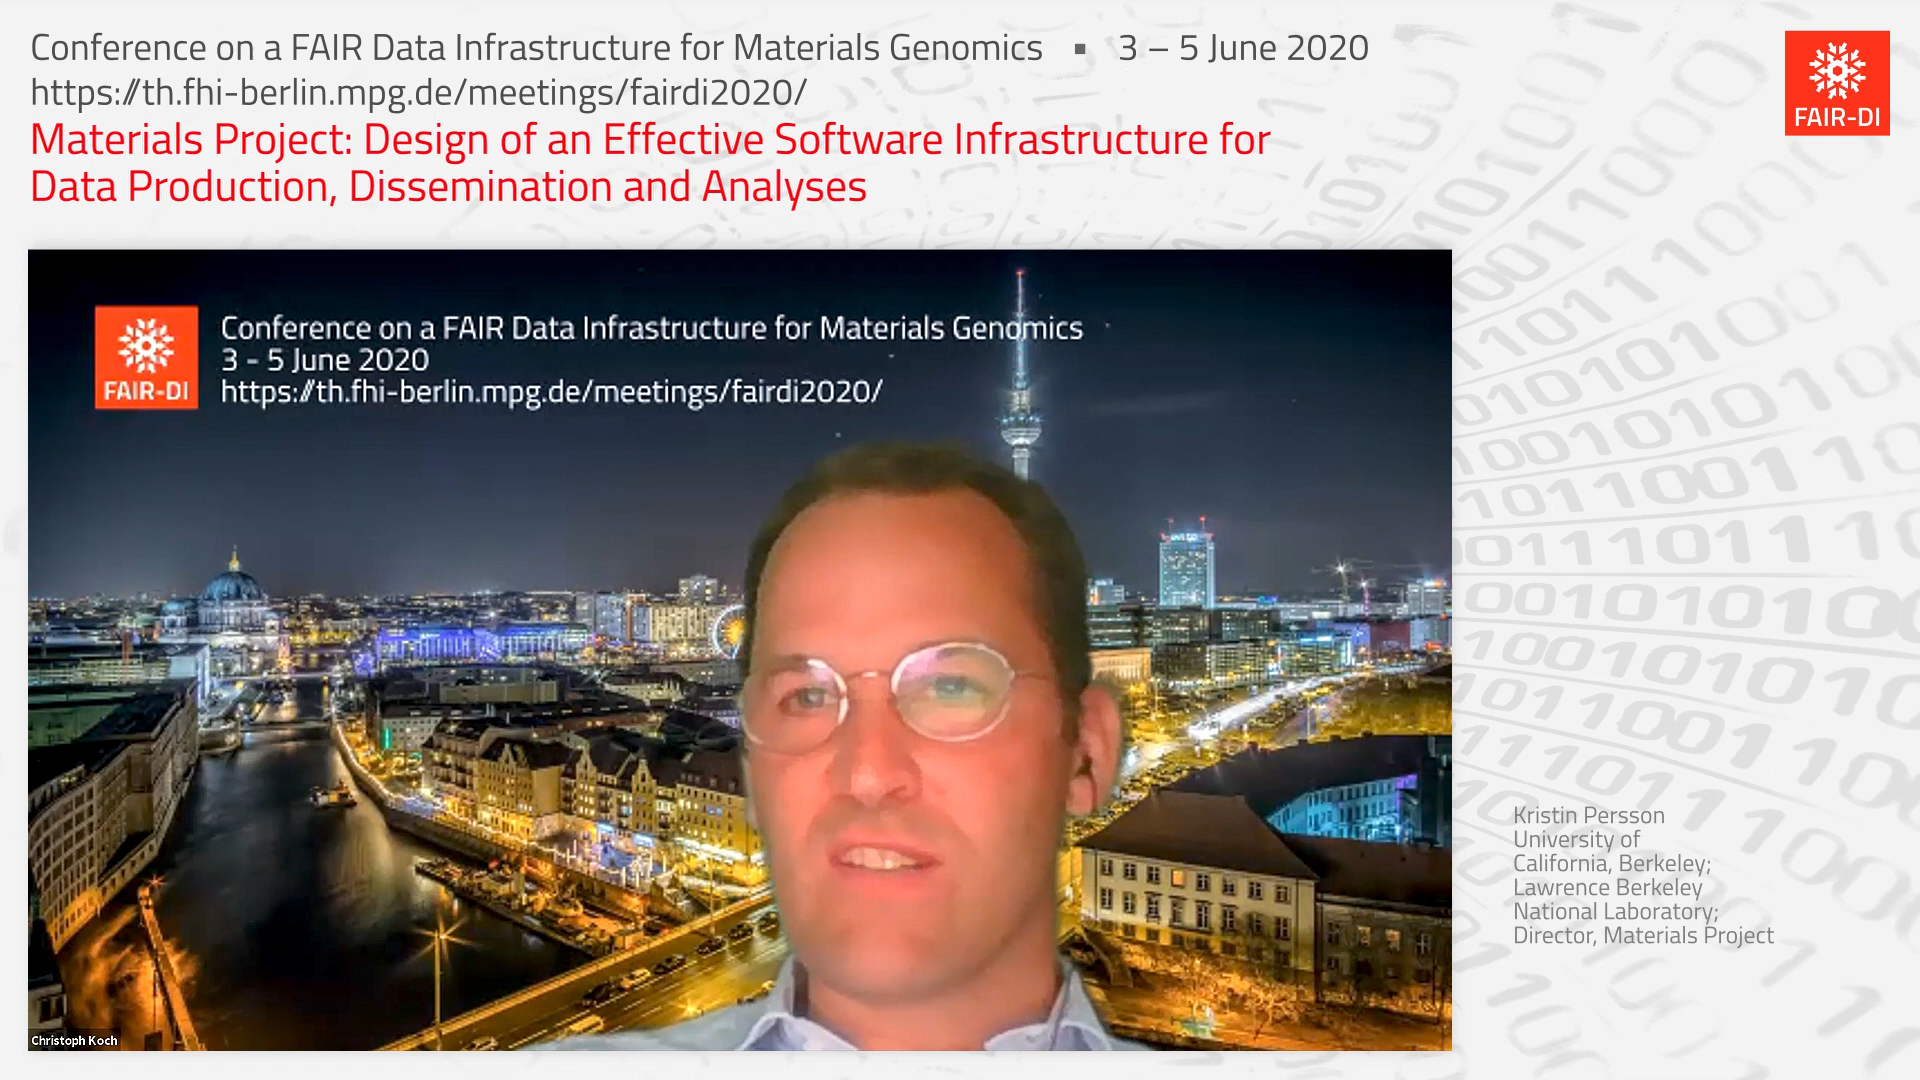 Conference on a FAIR Data Infrastructure for Materials Genomics ▪ 3 – 5 June 2020
https://th.fhi-berlin.mpg.de/meetings/fairdi2020/
Materials Project: Design of an Effective Software Infrastructure for
Data Production, Dissemination and Analyses
FAIR-DI
Conference on a FAIR Data Infrastructure for Materials Genomics
3 - 5 June 2020
https://th.fhi-berlin.mpg.de/meetings/fairdi2020/
FAIR-DI
Kristin Persson
University of
California, Berkeley;
Lawrence Berkeley
National Laboratory;
Director, Materials Project
Christoph Koch